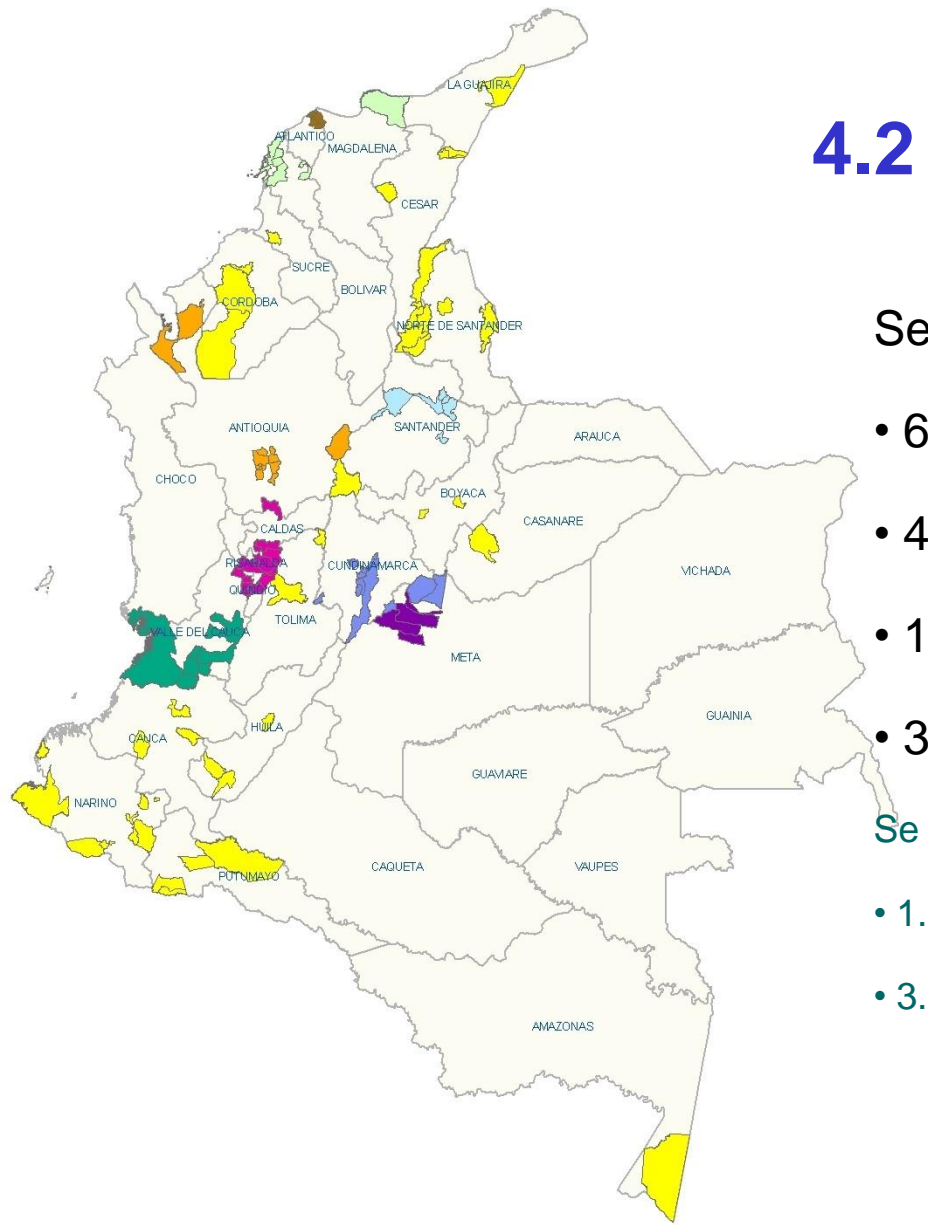 4.2
Se
• 6
• 4
• 1
• 3
Se
• 1.
• 3.
LA GUAJIRA
ATLANTICO
MAGDALENA
CESAR
SUCRE
BOLIVAR
CORDOBA
NORTE DE SANTANDER
ANTIOQUIA
SANTANDER
ARAUCA
CHOCO
BOYACA
CALDAS
CASANARE
RISARALDA
CUNDINAMARCA
VICHADA
QUINDIO
TOLIMA
VALLE DEL CAUCA
META
GUAINIA
HUILA
CAUCA
GUAVIARE
NARINO
CAQUETA
VAUPES
PUTUMAYO
AMAZONAS